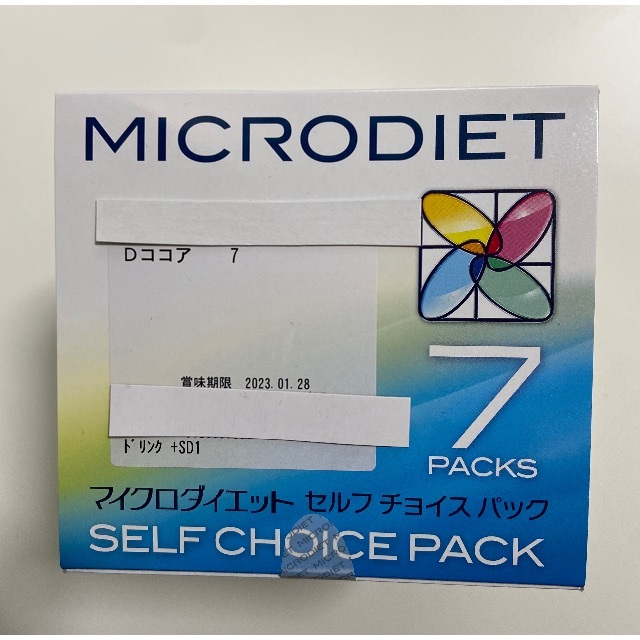 MICRODIET
Dココア 7
賞味期限 2023.01.28
ドリンク +SD1
7
PACKS
マイクロダイエット セルフ チョイス パック
SELF CHOICE PACK
MICRODIET